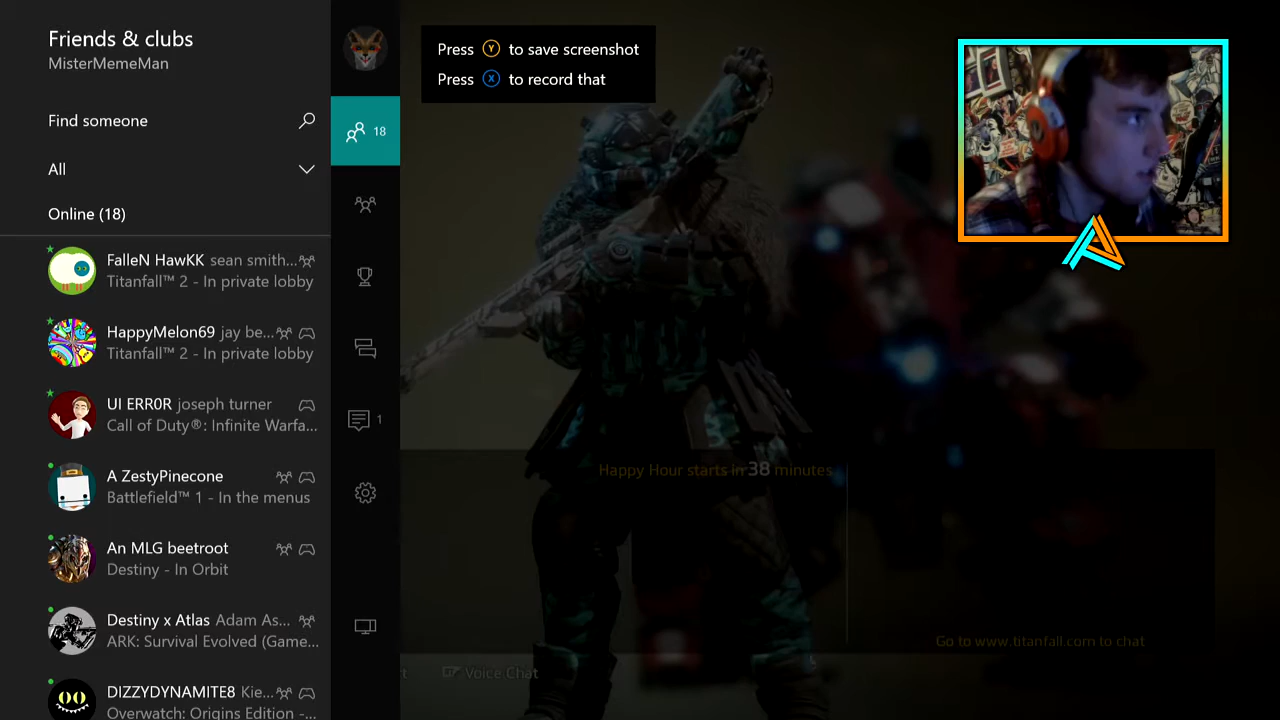 Friends & clubs
MisterMemeMan
Find someone
All
Online (18)
FalleN HawKK sean smith...
Titanfall™ 2 - In private lobby
HappyMelon69 jay be...
Titanfall™ 2 - In private lobby
UI ERR0R joseph turner
Call of Duty®: Infinite Warfa...
A ZestyPinecone
Battlefield™ 1 - In the menus
An MLG beetroot
Destiny - In Orbit
Destiny x Atlas Adam As...
ARK: Survival Evolved (Game...
DIZZYDYNAMITE8 Kie...
Overwatch: Origins Edition -...
18
1
Press Y to save screenshot
Press X to record that
Happy Hour starts in 38 minutes
Go to www.titanfall.com to chat
Voice Chat